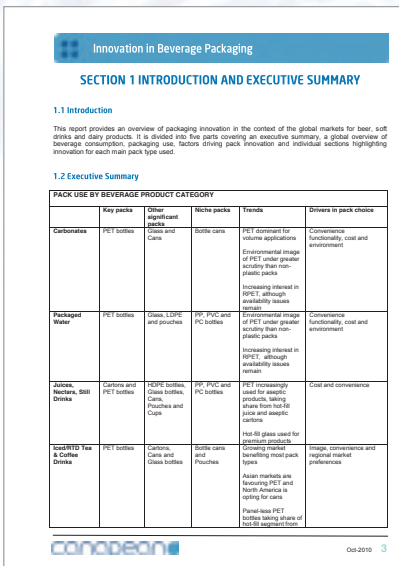 Innovation in Beverage Packaging
SECTION 1 INTRODUCTION AND EXECUTIVE SUMMARY
1.1 Introduction
This report provides an overview of packaging innovation in the context of the global markets for beer, soft
drinks and dairy products. It is divided into five parts covering an executive summary, a global overview of
beverage consumption, packaging use, factors driving pack innovation and individual sections highlighting
innovation for each main pack type used.
1.2 Executive Summary
PACK USE BY BEVERAGE PRODUCT CATEGORY
Key packs
Other
significant
packs
Niche packs
Trends
Drivers in pack choice
Carbonates
PET bottles
Glass and
Cans
Bottle cans
PET dominant for
volume applications
Environmental image
of PET under greater
scrutiny than non-
plastic packs
Increasing interest in
RPET, although
availability issues
remain
Convenience
functionality, cost and
environment
Packaged
Water
PET bottles
Glass, LDPE
and pouches
PP, PVC and
PC bottles
Environmental image
of PET under greater
scrutiny than non-
plastic packs
Increasing interest in
RPET, although
availability issues
remain
Convenience
functionality, cost and
environment
Juices,
Nectars, Still
Drinks
Cartons and
PET bottles
HDPE bottles,
Glass bottles,
Cans,
Pouches and
Cups
PP, PVC and
PC bottles
PET increasingly
used for aseptic
products, taking
share from hot-fill
juice and aseptic
cartons
Hot-fill glass used for
premium products
Cost and convenience
Iced/RTD Tea
& Coffee
Drinks
PET bottles
Cartons,
Cans and
Glass bottles
Bottle cans
and
Pouches
Growing market
benefiting most pack
types
Asian markets are
favouring PET and
North America is
opting for cans
Panel-less PET
bottles taking share of
hot-fill segment from
Image, convenience and
regional market
preferences
canadean
Oct-2010 3